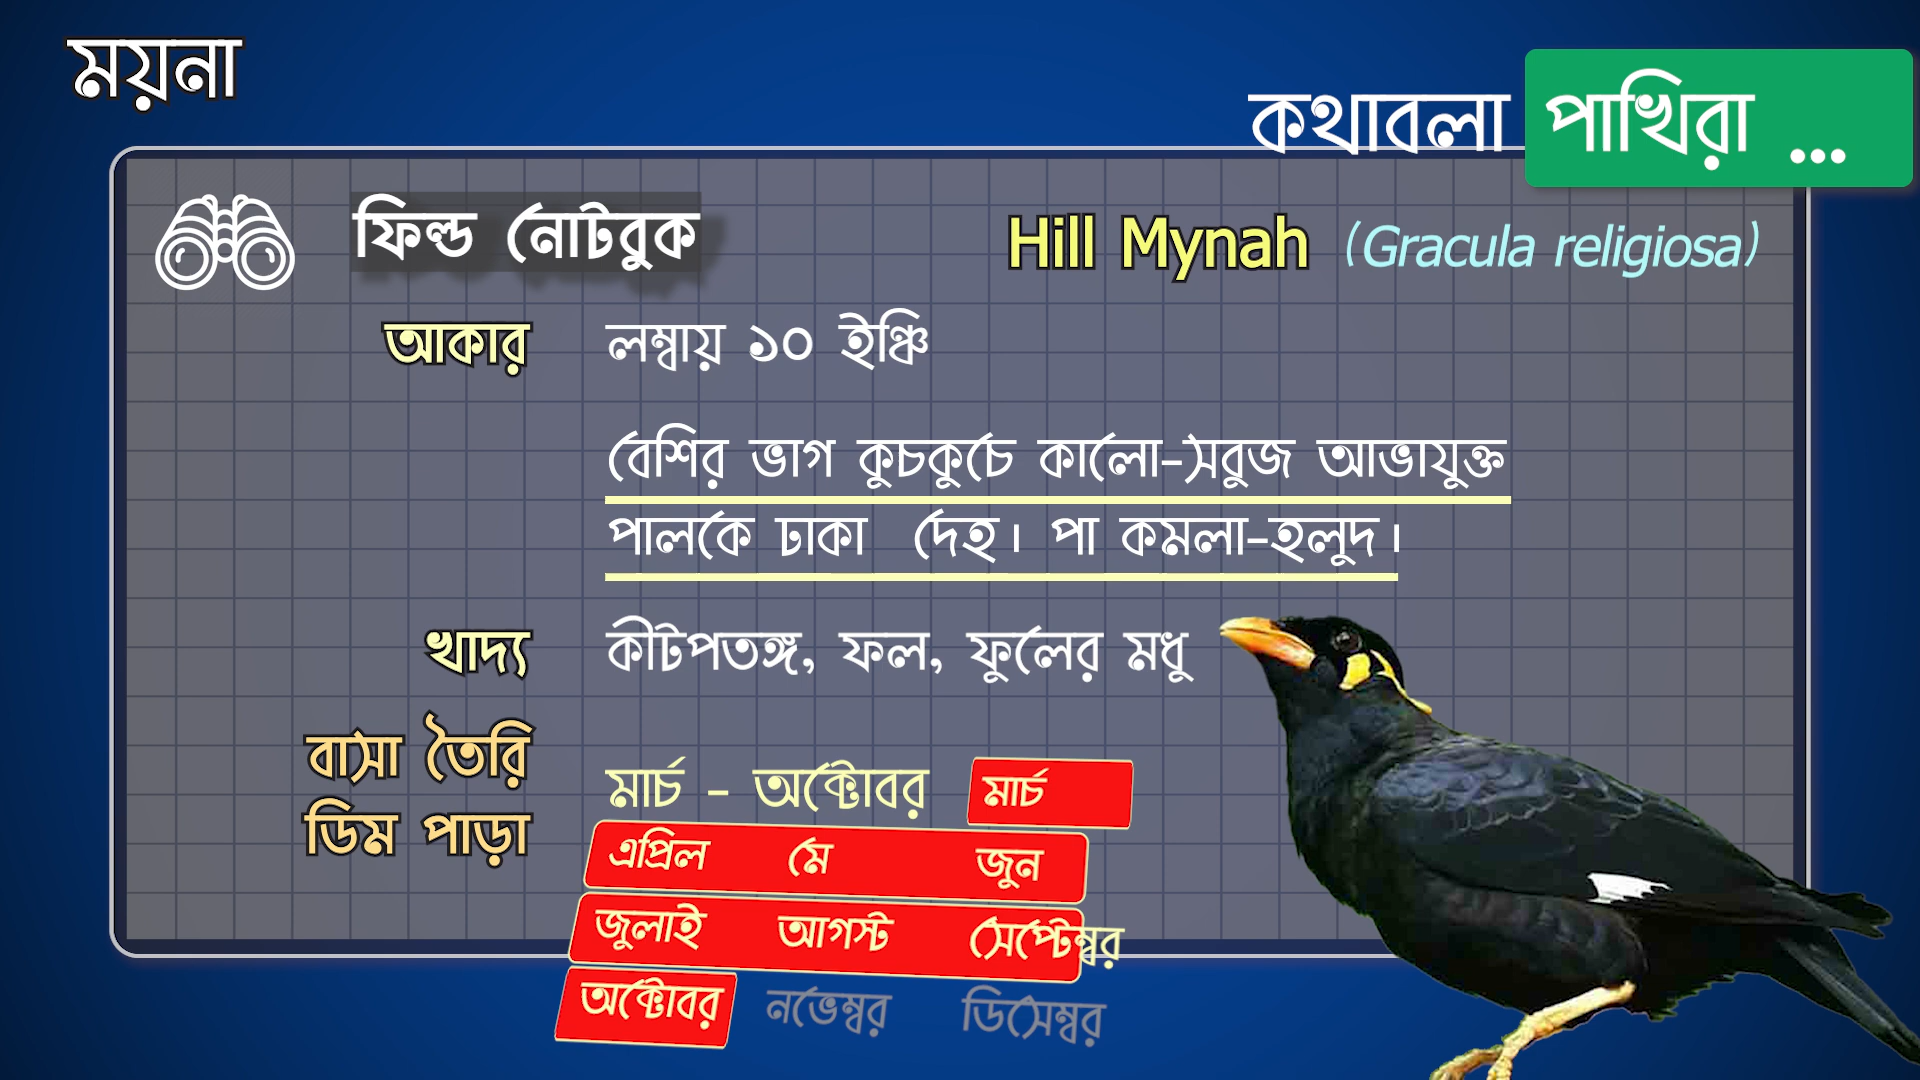 ময়না
কথাবলা পাখিরা ...
ফিল্ড নোটবুক
Hill Mynah (Gracula religiosa)
আকার লম্বায় ১০ ইঞ্চি
বেশির ভাগ কুচকুচে কালো-সবুজ আভাযুক্ত
পালকে ঢাকা দেহ। পা কমলা-হলুদ।
খাদ্য কীটপতঙ্গ, ফল, ফুলের মধু
বাসা তৈরি
ডিম পাড়া
মার্চ - অক্টোবর মার্চ
এপ্রিল মে জুন
জুলাই আগস্ট সেপ্টেম্বর
অক্টোবর নভেম্বর ডিসেম্বর